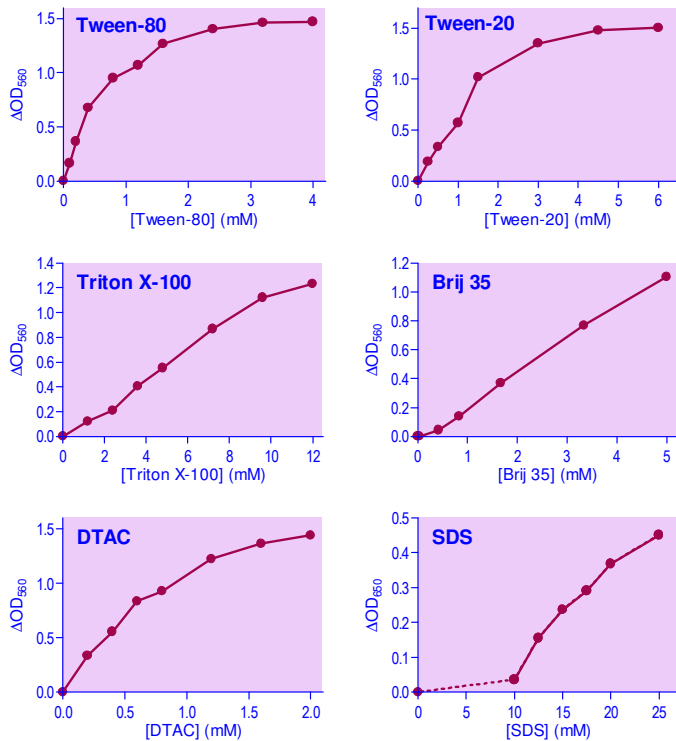 Tween-80
ΔOD560
0.0 0.5 1.0 1.5
0 1 2 3 4
[Tween-80] (mM)
Tween-20
ΔOD560
0.0 0.5 1.0 1.5
0 1 2 3 4 5 6
[Tween-20] (mM)
Triton X-100
ΔOD560
0.0 0.2 0.4 0.6 0.8 1.0 1.2 1.4
0 2 4 6 8 10 12
[Triton X-100] (mM)
Brij 35
ΔOD560
0.0 0.2 0.4 0.6 0.8 1.0 1.2
0 1 2 3 4 5
[Brij 35] (mM)
DTAC
ΔOD560
0.0 0.5 1.0 1.5
0.0 0.5 1.0 1.5 2.0
[DTAC] (mM)
SDS
ΔOD650
0.0 0.1 0.2 0.3 0.4 0.5
0 10 15 20 25
[SDS] (mM)